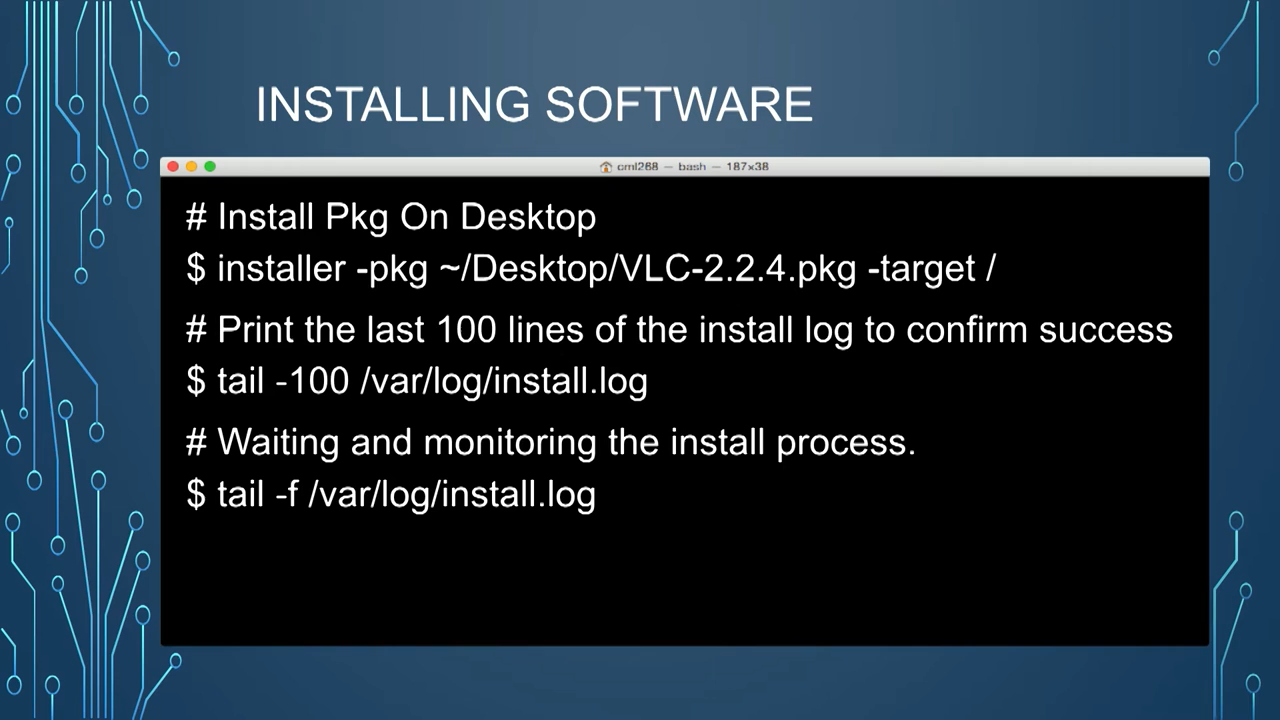 INSTALLING SOFTWARE
cml268 — bash — 187×38
# Install Pkg On Desktop
$ installer -pkg ~/Desktop/VLC-2.2.4.pkg -target /
# Print the last 100 lines of the install log to confirm success
$ tail -100 /var/log/install.log
# Waiting and monitoring the install process.
$ tail -f /var/log/install.log